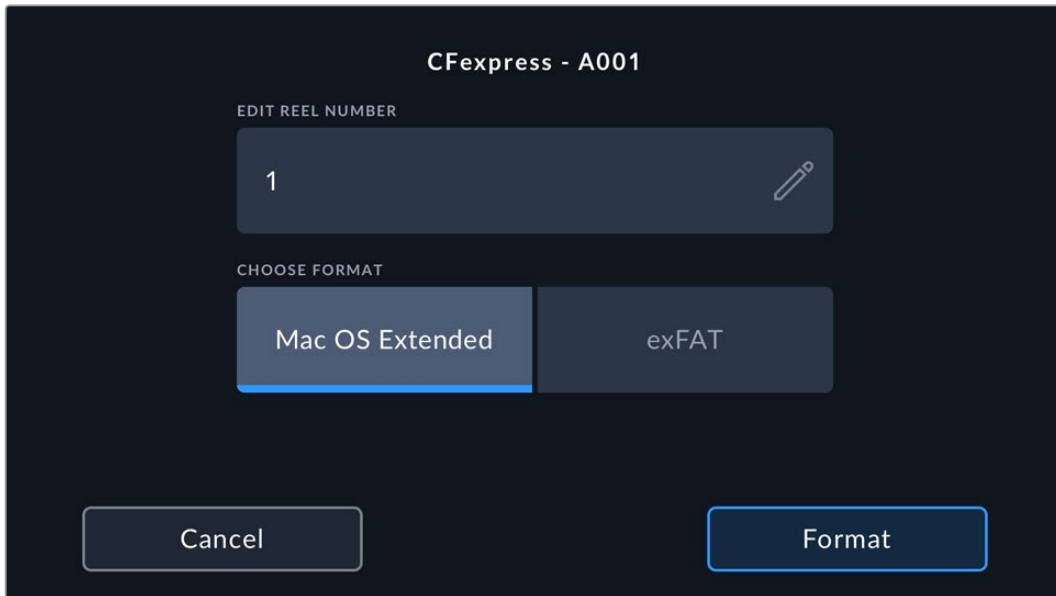 CFexpress - A001
EDIT REEL NUMBER
1
CHOOSE FORMAT
Mac OS Extended
exFAT
Cancel
Format